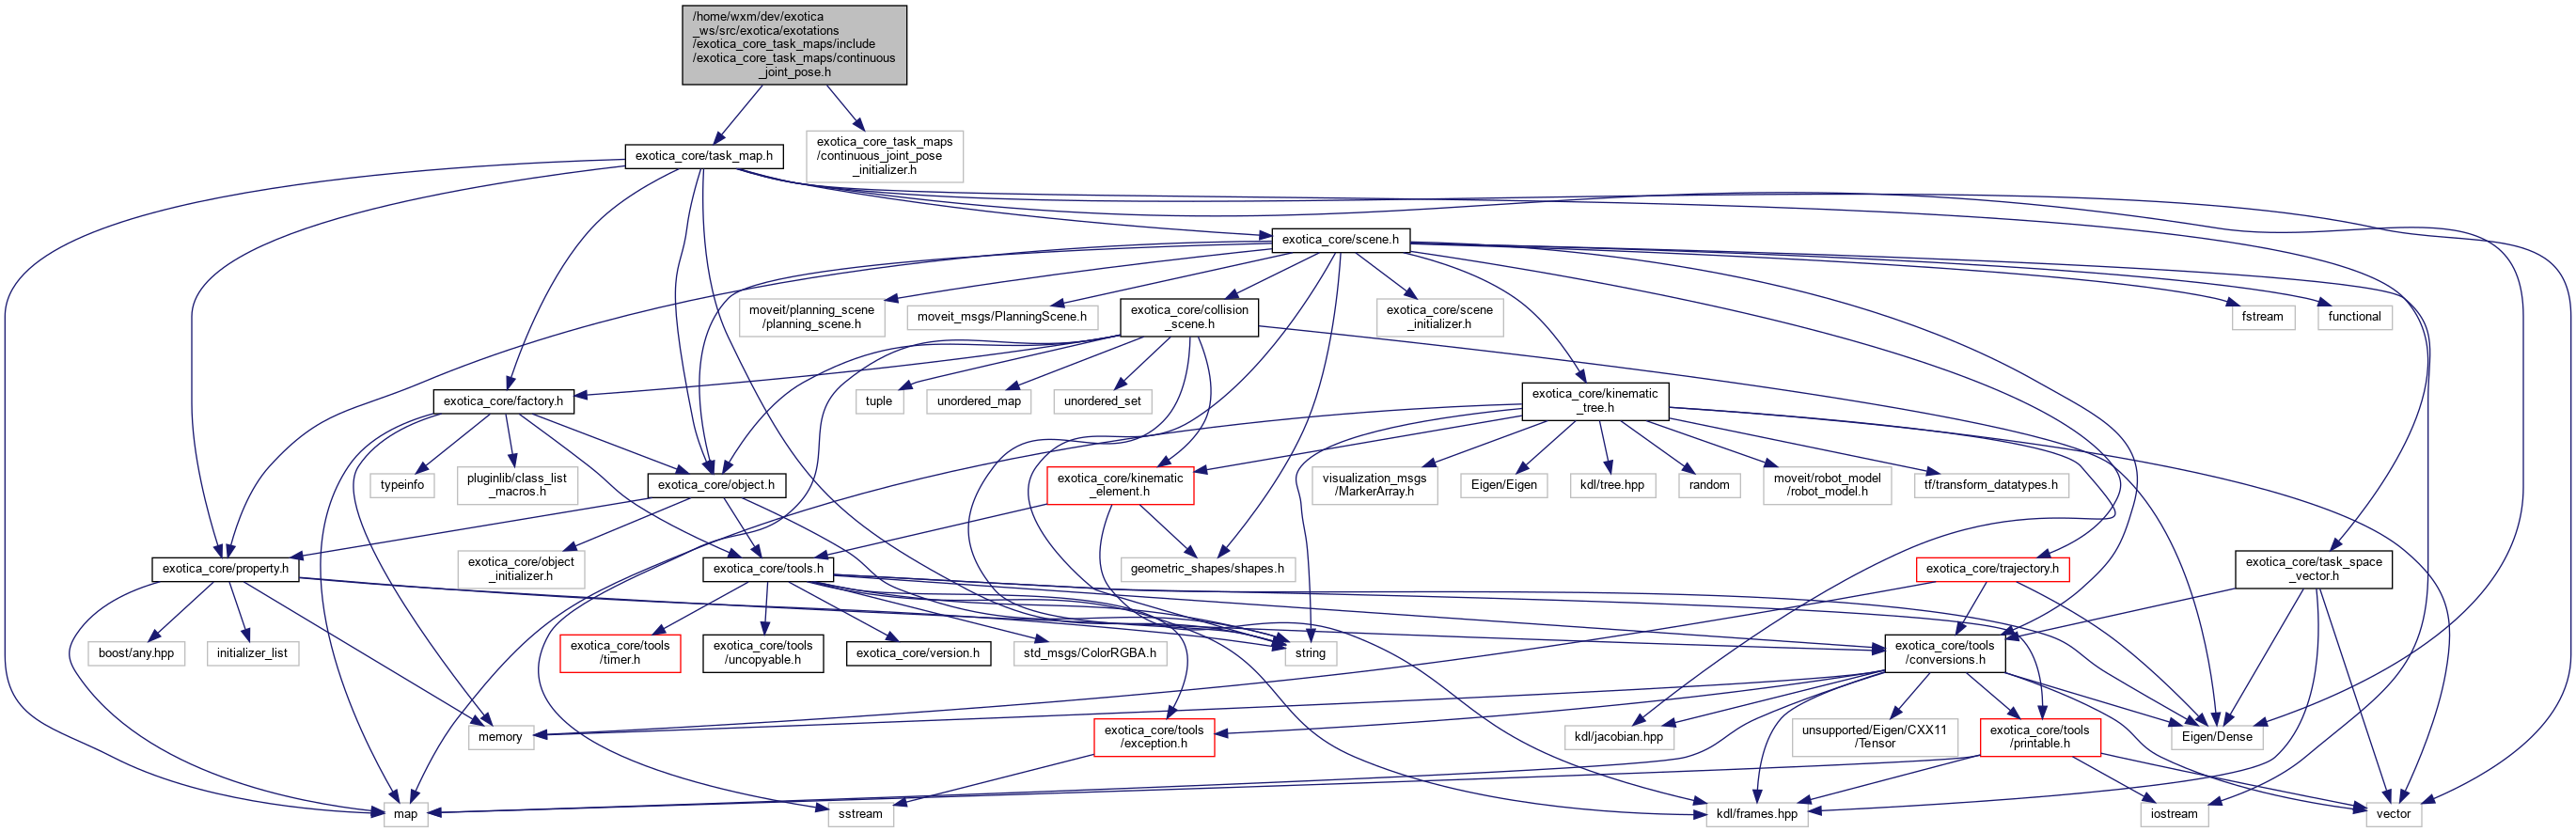 /home/wxm/dev/exotica
_ws/src/exotica/exotations
/exotica_core_task_maps/include
/exotica_core_task_maps/continuous
_joint_pose.h
exotica_core/task_map.h
exotica_core_task_maps
/continuous_joint_pose
_initializer.h
exotica_core/scene.h
moveit/planning_scene
/planning_scene.h
moveit_msgs/PlanningScene.h
exotica_core/collision
_scene.h
exotica_core/scene
_initializer.h
fstream
functional
exotica_core/factory.h
tuple
unordered_map
unordered_set
exotica_core/kinematic
_tree.h
typeinfo
pluginlib/class_list
_macros.h
exotica_core/object.h
exotica_core/kinematic
_element.h
visualization_msgs
/MarkerArray.h
Eigen/Eigen
kdl/tree.hpp
random
moveit/robot_model
/robot_model.h
tf/transform_datatypes.h
exotica_core/property.h
exotica_core/object
_initializer.h
exotica_core/tools.h
geometric_shapes/shapes.h
exotica_core/trajectory.h
exotica_core/task_space
_vector.h
boost/any.hpp
initializer_list
exotica_core/tools
/timer.h
exotica_core/tools
/uncopyable.h
exotica_core/version.h
std_msgs/ColorRGBA.h
string
exotica_core/tools
/conversions.h
memory
exotica_core/tools
/exception.h
kdl/jacobian.hpp
unsupported/Eigen/CXX11
/Tensor
exotica_core/tools
/printable.h
Eigen/Dense
map
sstream
kdl/frames.hpp
iostream
vector